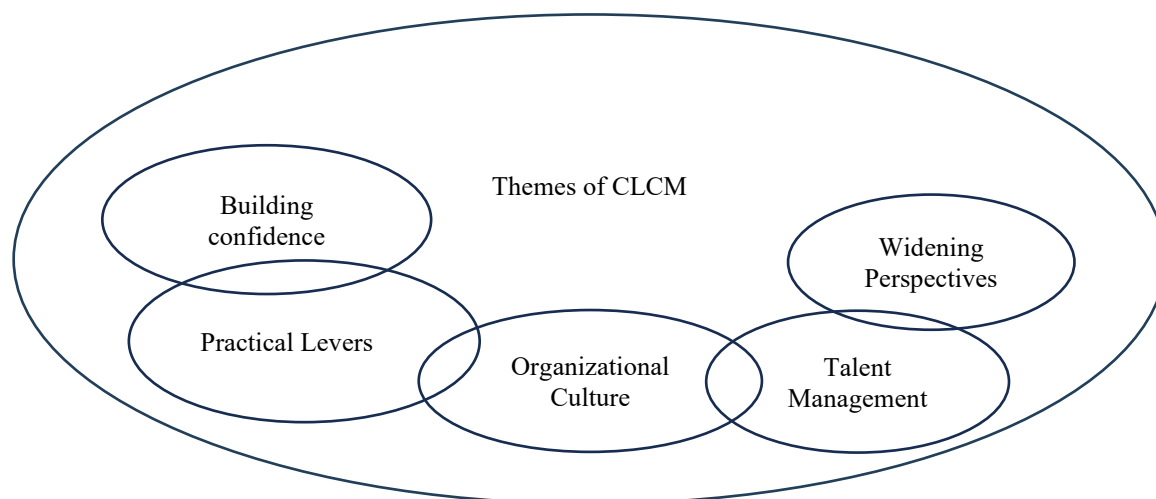 Themes of CLCM
Building
confidence
Widening
Perspectives
Practical Levers
Organizational
Culture
Talent
Management